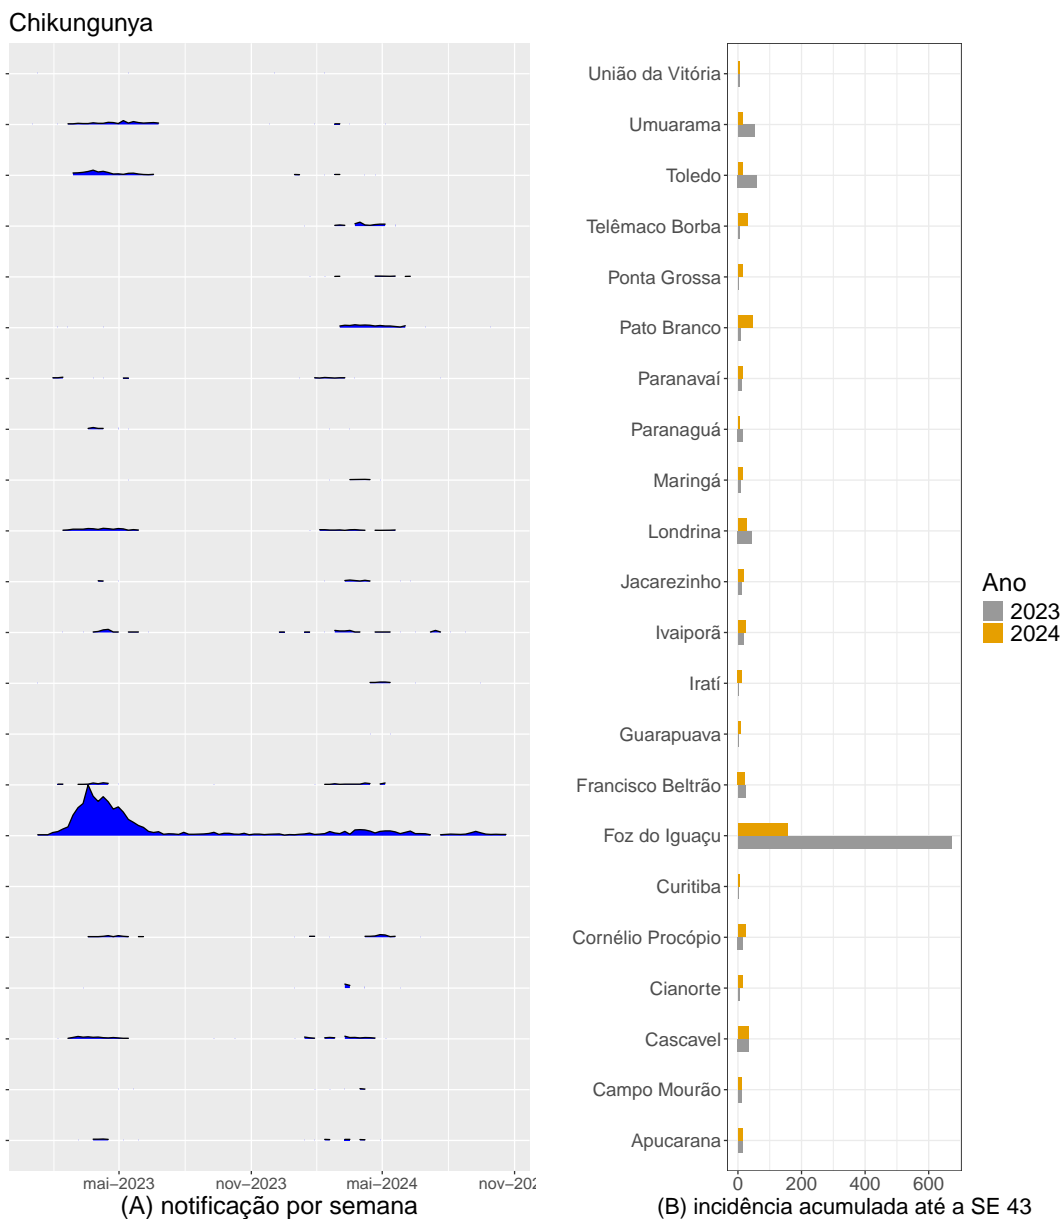 Chikungunya
União da Vitória
Umuarama
Toledo
Telêmaco Borba
Ponta Grossa
Pato Branco
Paranavaí
Paranaguá
Maringá
Londrina
Jacarezinho
Ivaiporã
Iratí
Guarapuava
Francisco Beltrão
Foz do Iguaçu
Curitiba
Cornélio Procópio
Cianorte
Cascavel
Campo Mourão
Apucarana
mai−2023 nov−2023 mai−2024 nov−202
(A) notificação por semana
0 200 400 600
(B) incidência acumulada até a SE 43
Ano
2023
2024